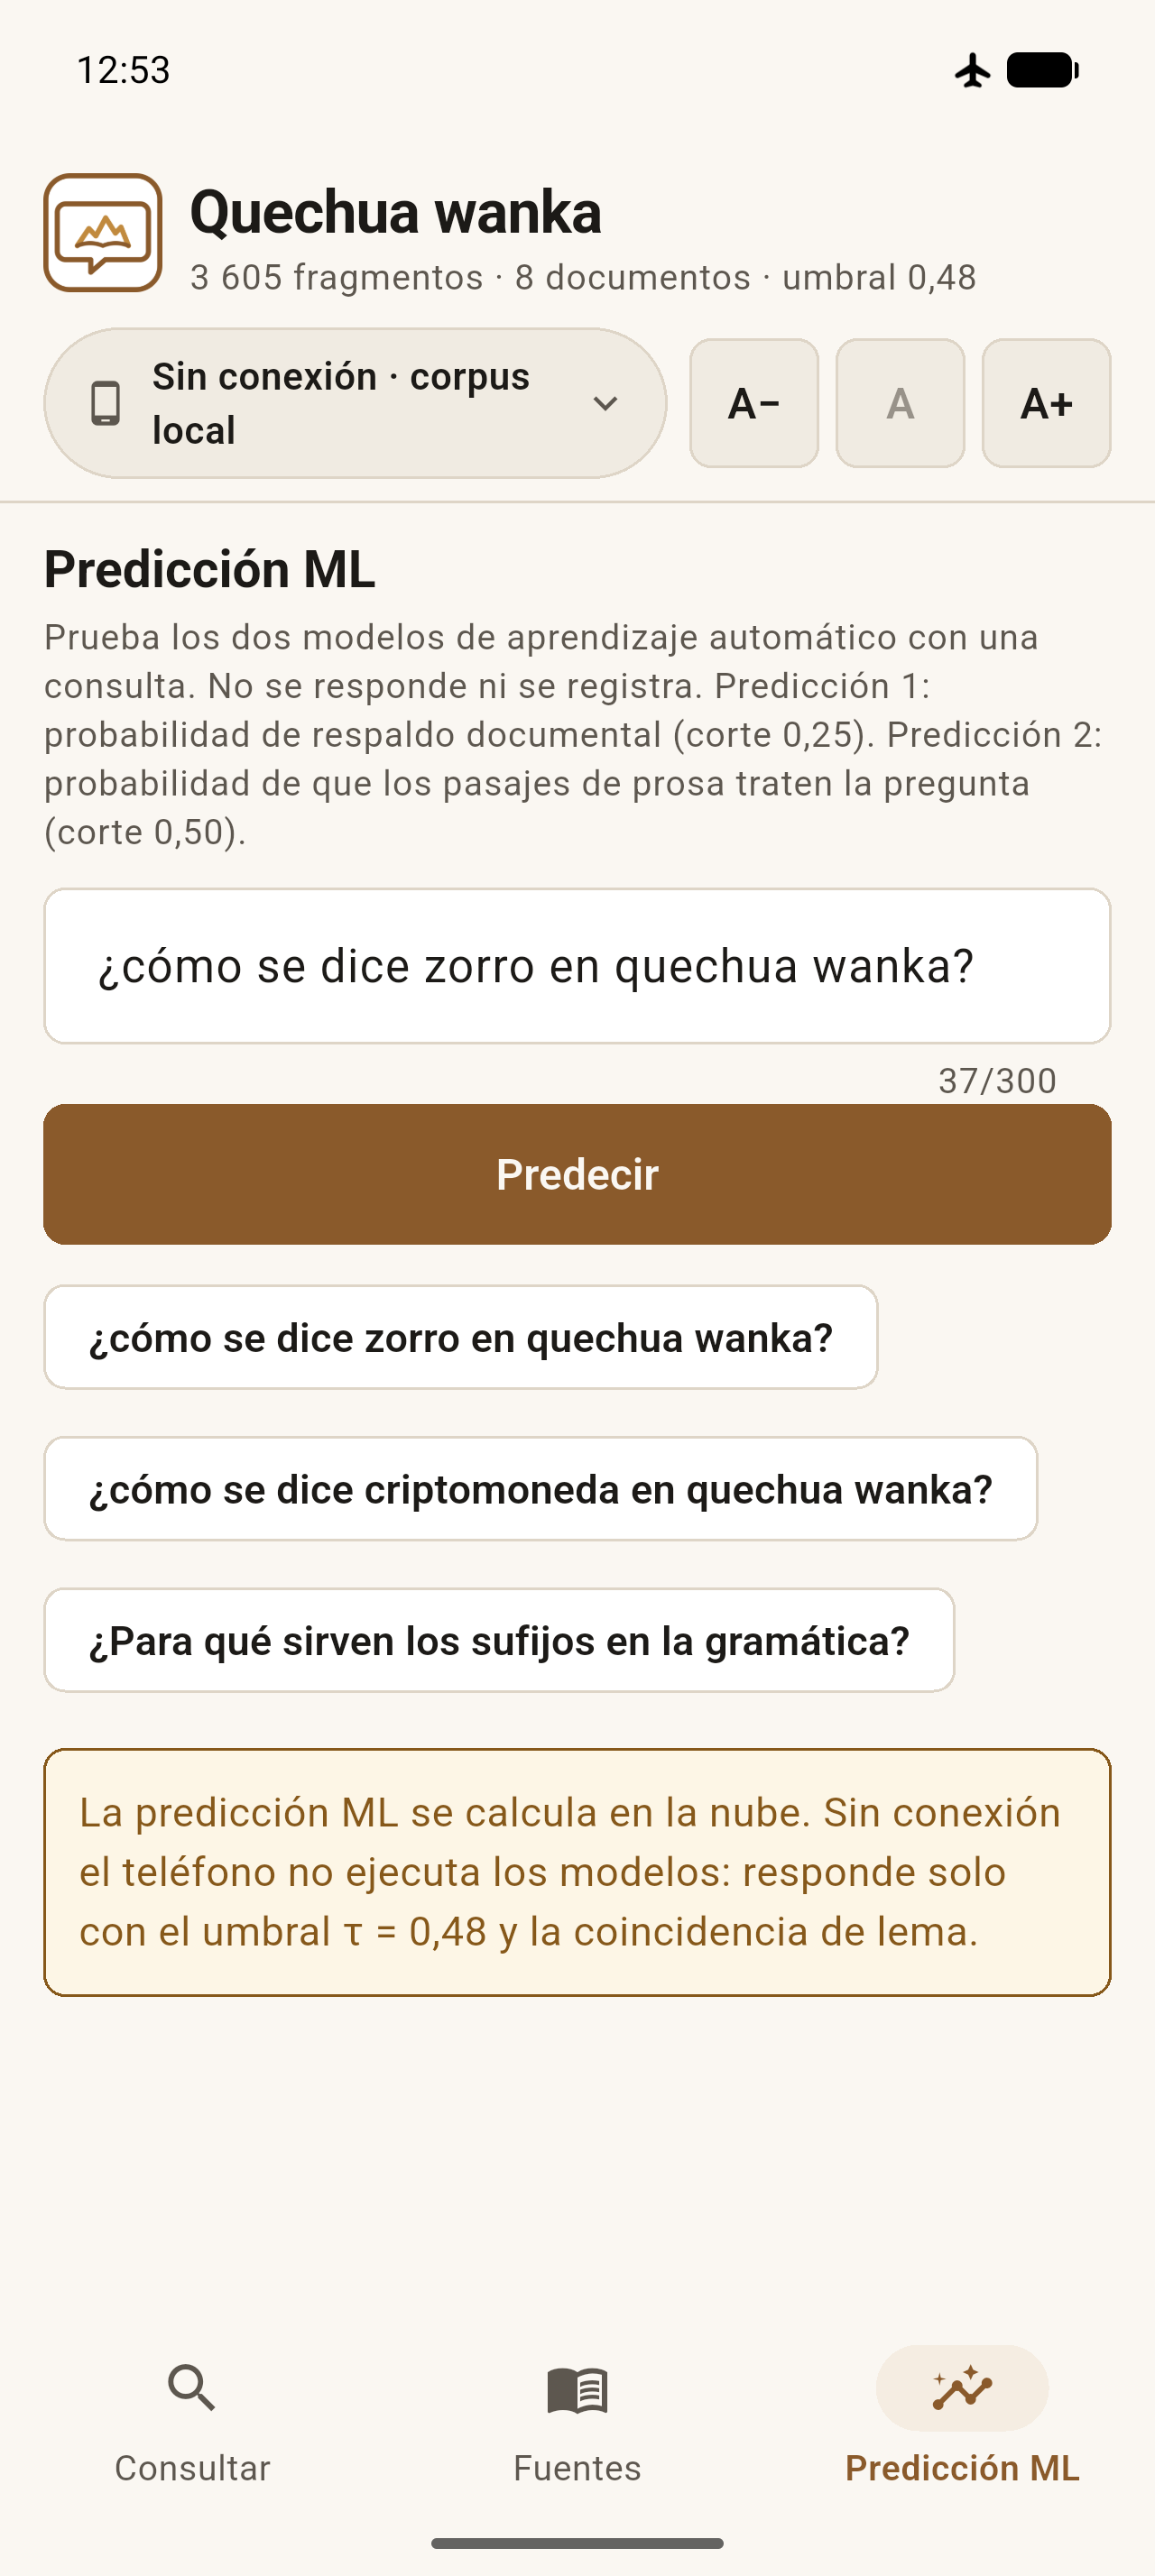 12:53
Quechua wanka
3 605 fragmentos · 8 documentos · umbral 0,48
Sin conexión · corpus
local
A−
A
A+
Predicción ML
Prueba los dos modelos de aprendizaje automático con una
consulta. No se responde ni se registra. Predicción 1:
probabilidad de respaldo documental (corte 0,25). Predicción 2:
probabilidad de que los pasajes de prosa traten la pregunta
(corte 0,50).
¿cómo se dice zorro en quechua wanka?
37/300
Predecir
¿cómo se dice zorro en quechua wanka?
¿cómo se dice criptomoneda en quechua wanka?
¿Para qué sirven los sufijos en la gramática?
La predicción ML se calcula en la nube. Sin conexión
el teléfono no ejecuta los modelos: responde solo
con el umbral τ = 0,48 y la coincidencia de lema.
Consultar
Fuentes
Predicción ML